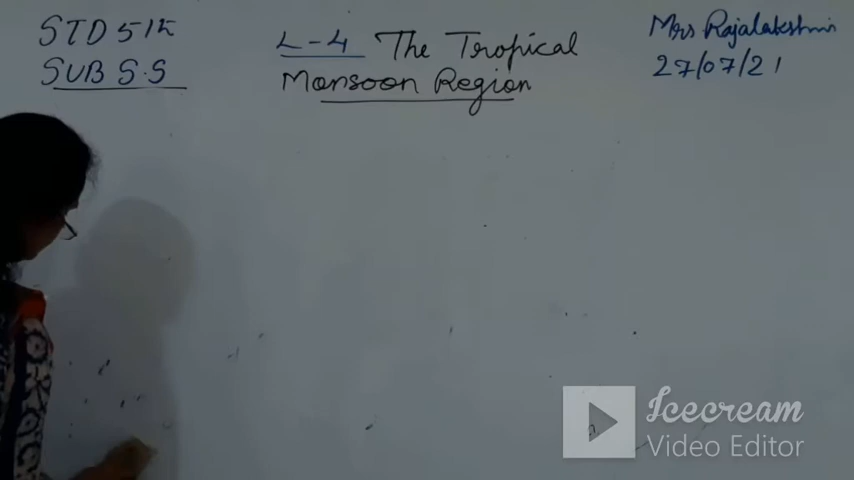 STD 5th
SUB S.S
L-4 The Tropical
Monsoon Region
Mrs Rajalakshmi
27/07/21
Icecream
Video Editor